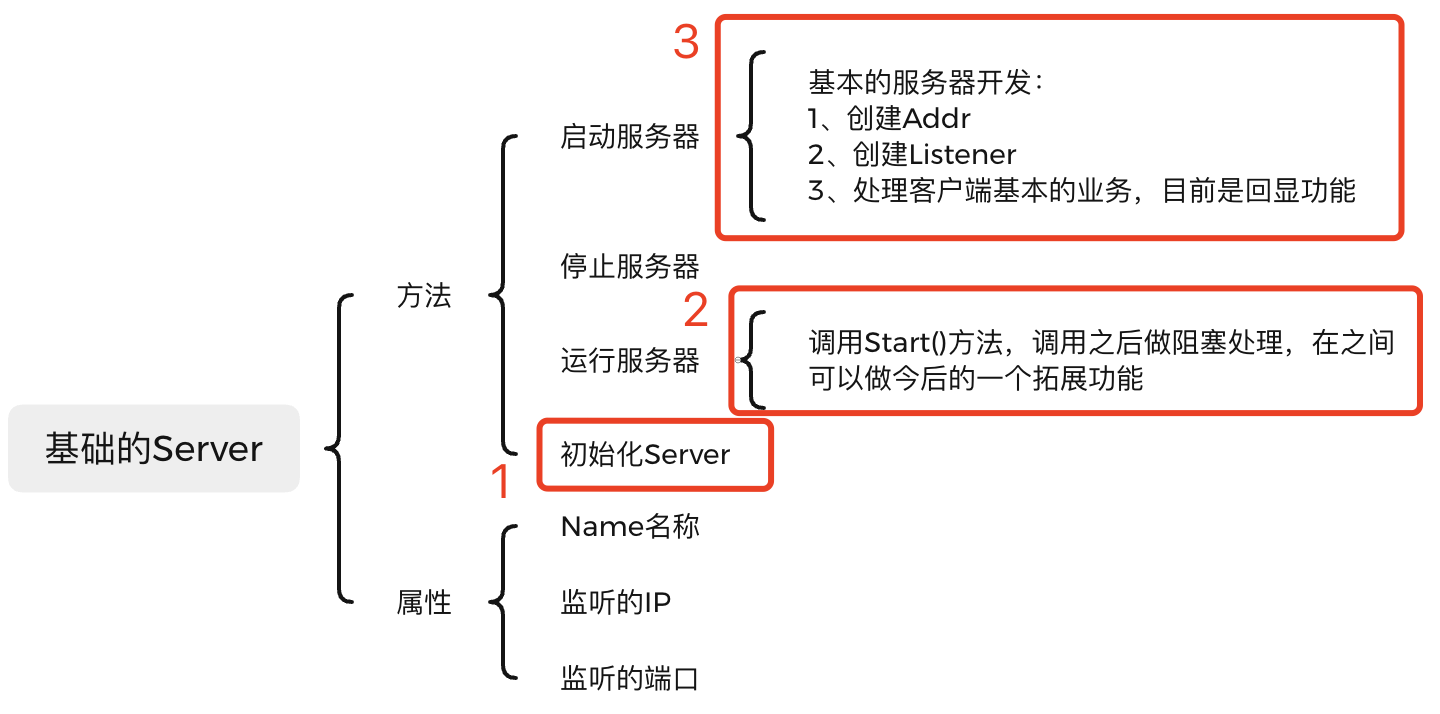 3
基本的服务器开发：
1、创建Addr
2、创建Listener
3、处理客户端基本的业务，目前是回显功能
启动服务器
停止服务器
方法
2
调用Start()方法，调用之后做阻塞处理，在之间
可以做今后的一个拓展功能
运行服务器
基础的Server
初始化Server
1
Name名称
属性
监听的IP
监听的端口